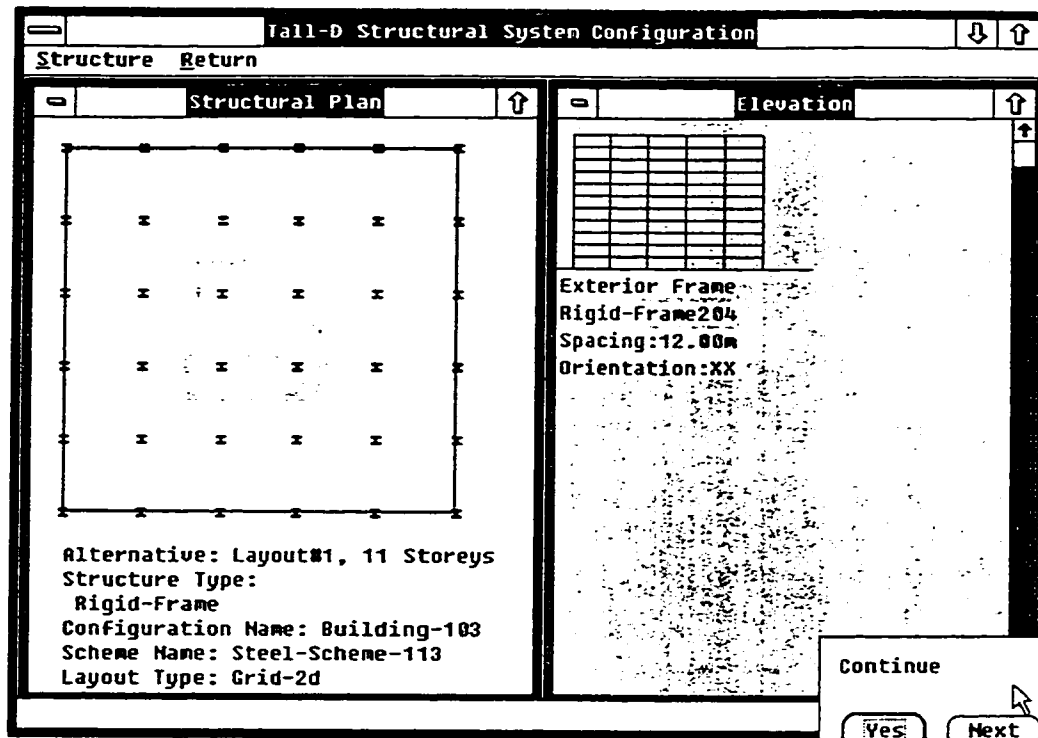 Tall-D Structural System Configuration
Structure Return
Structural Plan
Elevation
Exterior Frame
Rigid-Frame204
Spacing:12.00m
Orientation:XX
Alternative: Layout#1, 11 Storeys
Structure Type:
Rigid-Frame
Configuration Name: Building-103
Scheme Name: Steel-Scheme-113
Layout Type: Grid-2d
Continue
Yes Next